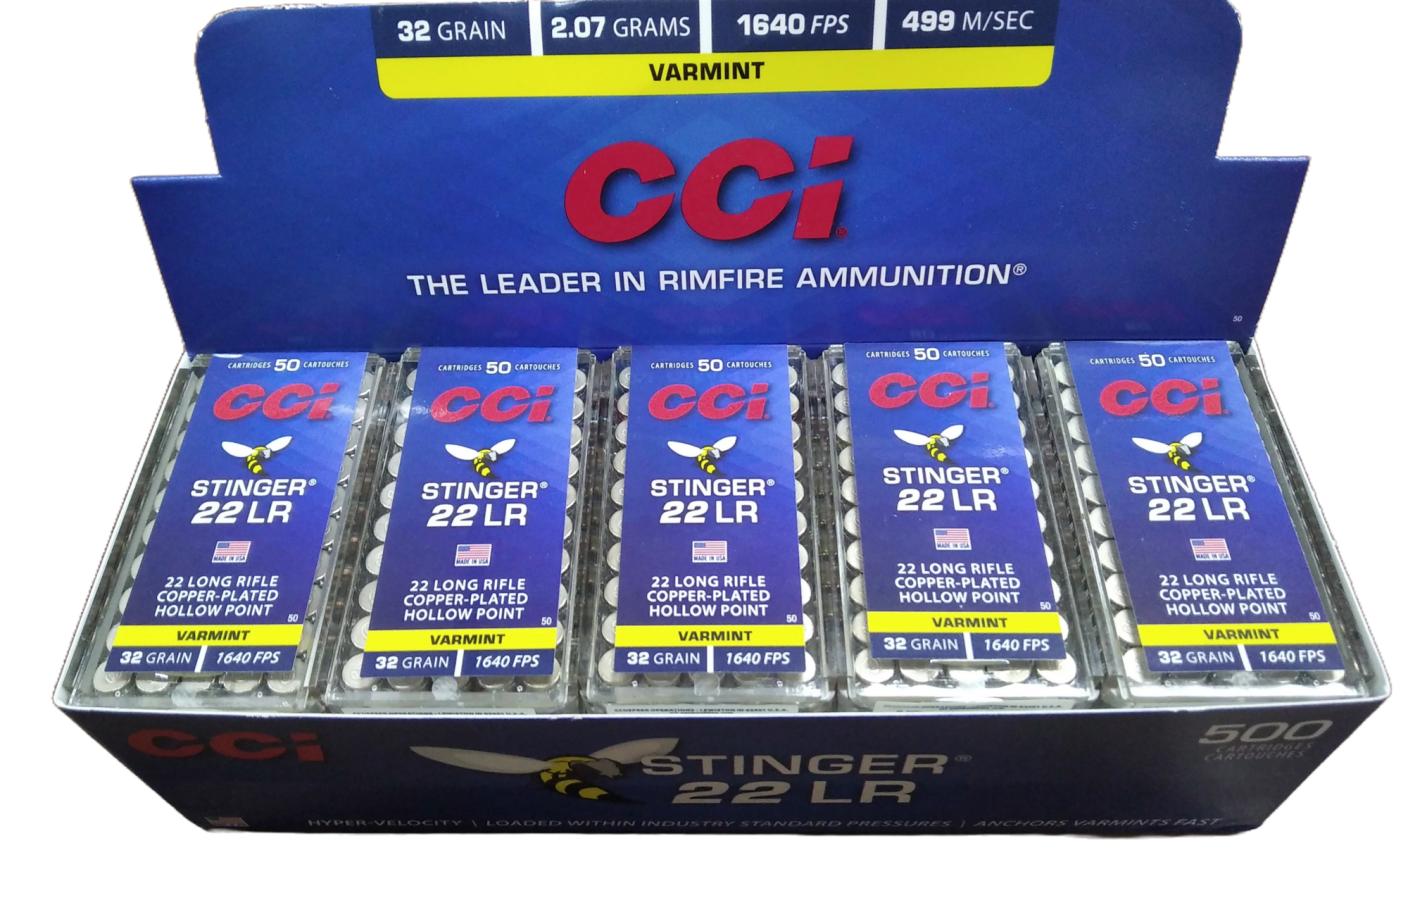 32 GRAIN
2.07 GRAMS
1640 FPS
499 M/SEC
VARMINT
CCI
THE LEADER IN RIMFIRE AMMUNITION®
50
CARTRIDGES 50 CARTOUCHES
CCI
STINGER®
22 LR
MADE IN USA
22 LONG RIFLE
COPPER-PLATED
HOLLOW POINT
50
VARMINT
32 GRAIN | 1640 FPS
CARTRIDGES 50 CARTOUCHES
CCI
STINGER®
22 LR
MADE IN USA
22 LONG RIFLE
COPPER-PLATED
HOLLOW POINT
50
VARMINT
32 GRAIN | 1640 FPS
CARTRIDGES 50 CARTOUCHES
CCI
STINGER®
22 LR
MADE IN USA
22 LONG RIFLE
COPPER-PLATED
HOLLOW POINT
50
VARMINT
32 GRAIN | 1640 FPS
CARTRIDGES 50 CARTOUCHES
CCI
STINGER®
22 LR
MADE IN USA
22 LONG RIFLE
COPPER-PLATED
HOLLOW POINT
50
VARMINT
32 GRAIN | 1640 FPS
CARTRIDGES 50 CARTOUCHES
CCI
STINGER®
22 LR
MADE IN USA
22 LONG RIFLE
COPPER-PLATED
HOLLOW POINT
50
VARMINT
32 GRAIN | 1640 FPS
CCI
STINGER®
22 LR
500
CARTRIDGES
CARTOUCHES
HYPER-VELOCITY | LOADED WITHIN INDUSTRY STANDARD PRESSURES | ANCHORS VARMINTS FAST